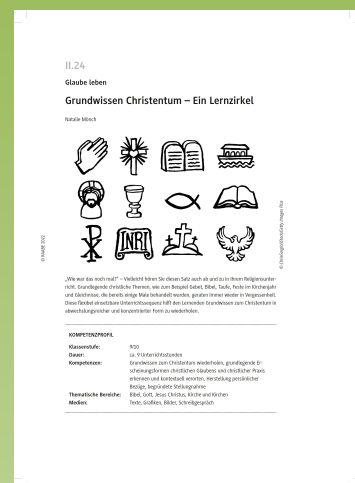 II.24
Glaube leben
Grundwissen Christentum – Ein Lernzirkel
Natalie Mönch
INRI
© RAABE 2022
„Wie war das noch mal?“ – Vielleicht hören Sie diesen Satz auch ab und zu in Ihrem Religionsunter-
richt. Grundlegende christliche Themen, wie zum Beispiel Gebet, Bibel, Taufe, Feste im Kirchenjahr
und Gleichnisse, die bereits einige Male behandelt worden, geraten immer wieder in Vergessenheit.
Diese flexibel einsetzbare Unterrichtssequenz hilft den Lernenden Grundwissen zum Christentum in
abwechslungsreicher und konzentrierter Form zu wiederholen.
KOMPETENZPROFIL
Klassenstufe: 9/10
Dauer: ca. 9 Unterrichtsstunden
Kompetenzen: Grundwissen zum Christentum wiederholen, grundlegende Er-
scheinungsformen christlichen Glaubens und christlicher Praxis
erkennen und kontextuell verorten, Herstellung persönlicher
Bezüge, begründete Stellungnahme
Thematische Bereiche: Bibel, Gott, Jesus Christus, Kirche und Kirchen
Medien: Texte, Grafiken, Bilder, Schreibgespräch